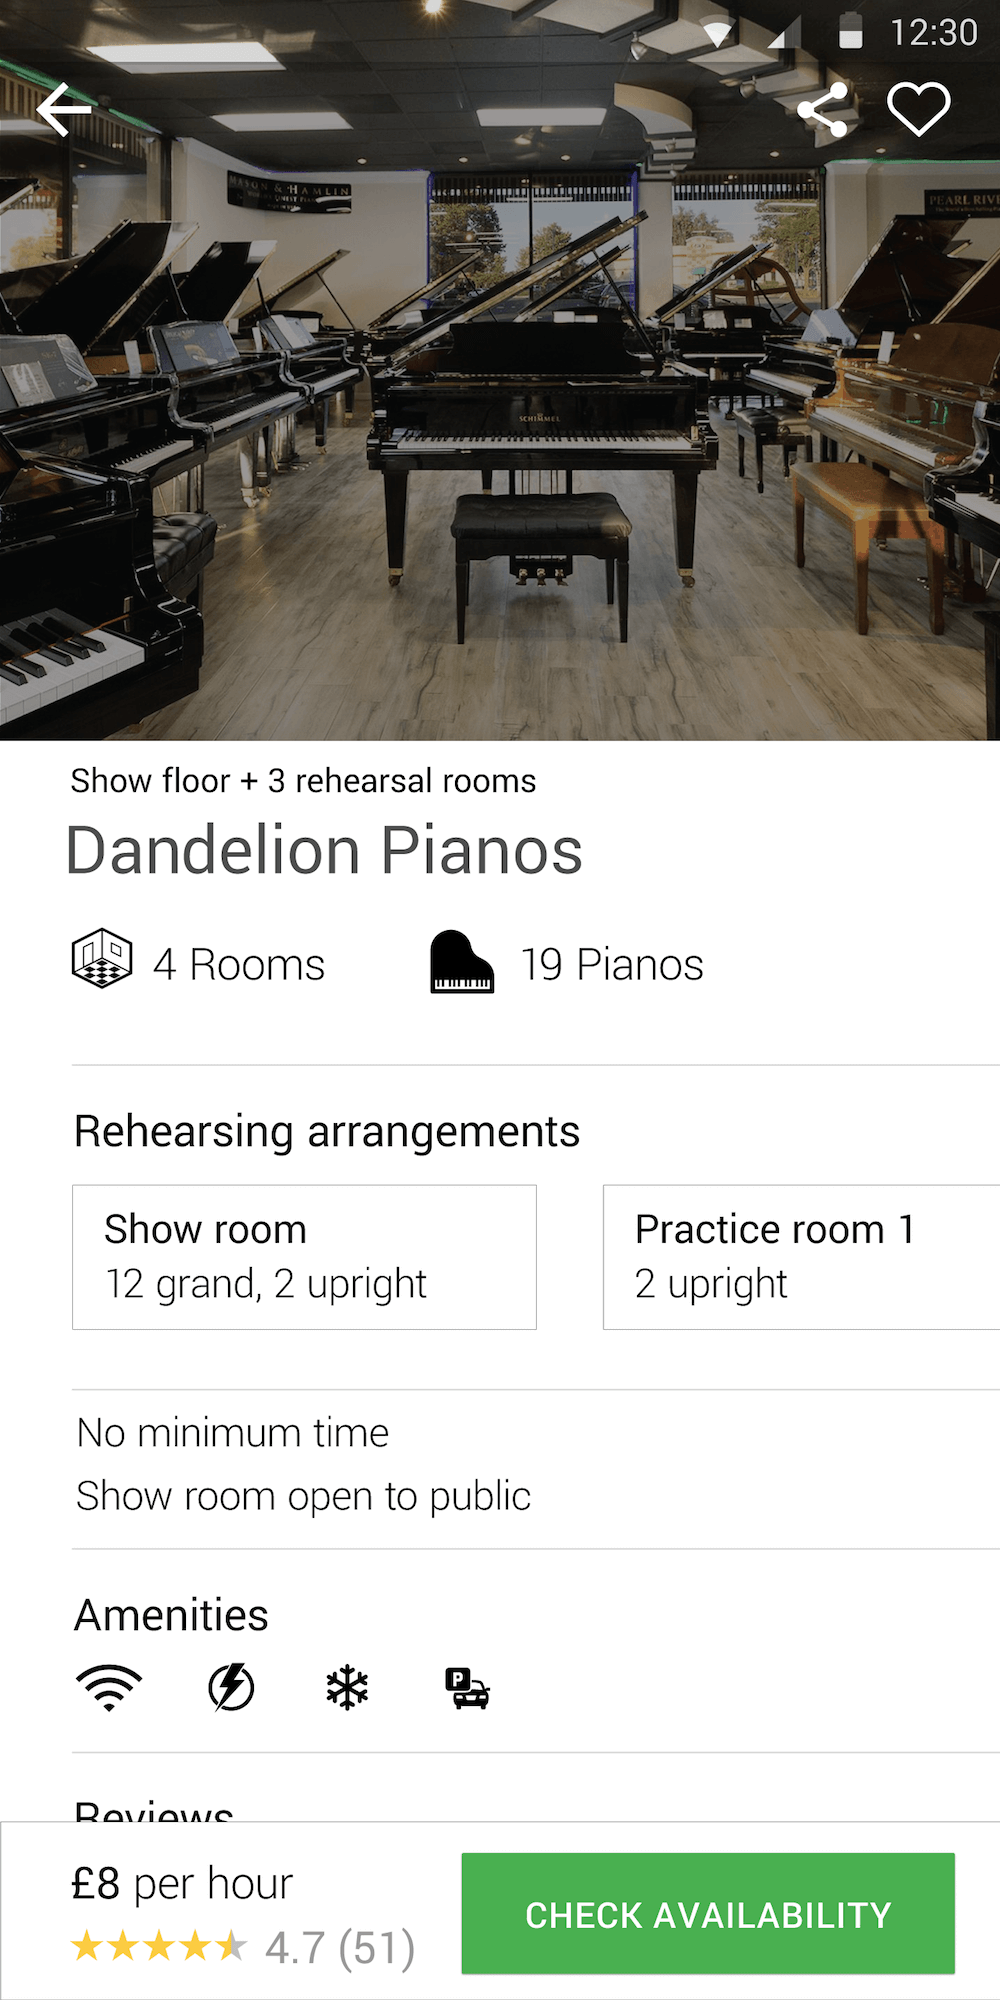 12:30
MASON & HAMLIN
PEARL RIVE
SCHIMMEL
Show floor + 3 rehearsal rooms
Dandelion Pianos
4 Rooms
19 Pianos
Rehearsing arrangements
Show room
12 grand, 2 upright
Practice room 1
2 upright
No minimum time
Show room open to public
Amenities
P
Reviews
£8 per hour
4.7 (51)
CHECK AVAILABILITY